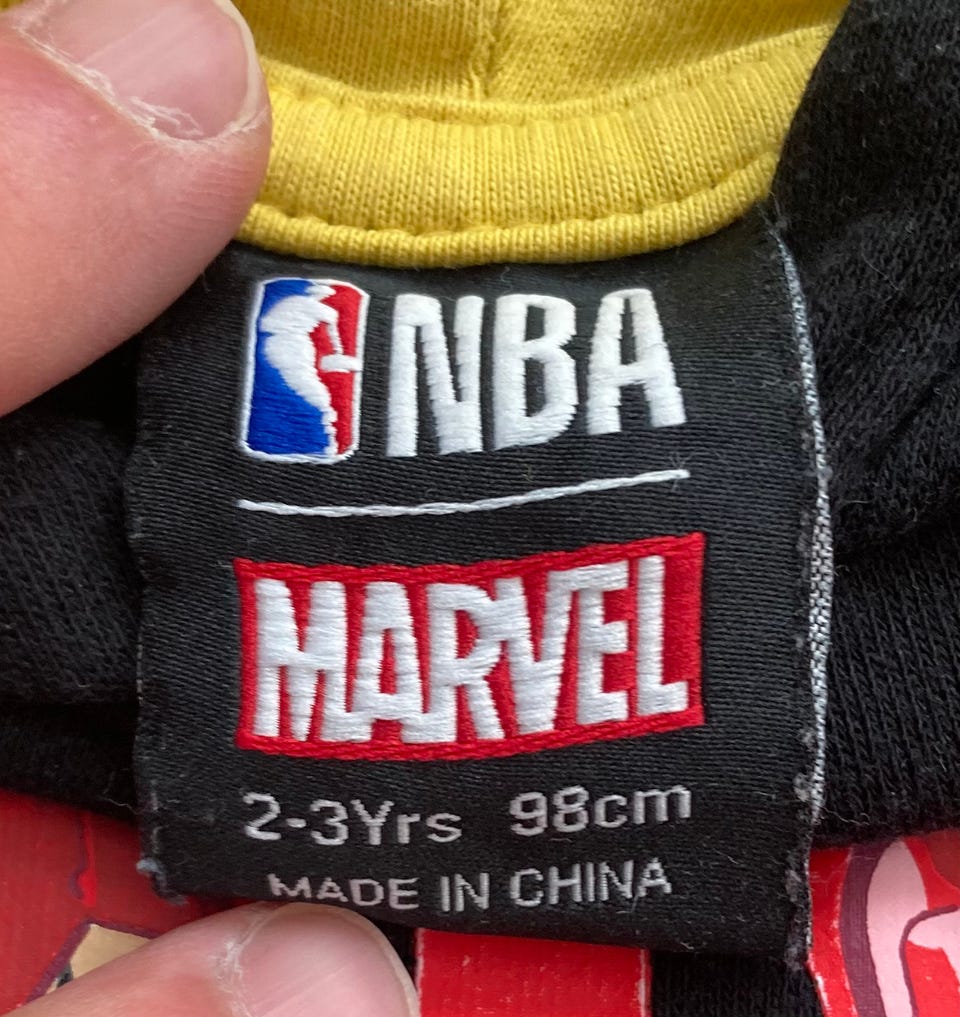 NBA
MARVEL
2-3Yrs 98cm
MADE IN CHINA